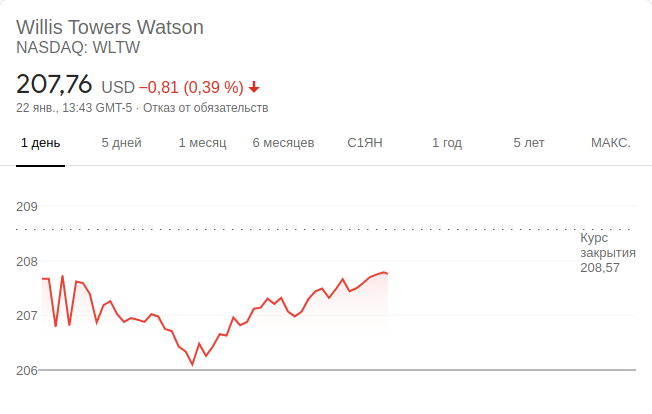 Willis Towers Watson
NASDAQ: WLTW
207,76 USD −0,81 (0,39 %)
22 янв., 13:43 GMT-5 · Отказ от обязательств
1 день 5 дней 1 месяц 6 месяцев С1ЯН 1 год 5 лет МАКС.
209
208
207
206
Курс
закрытия
208,57